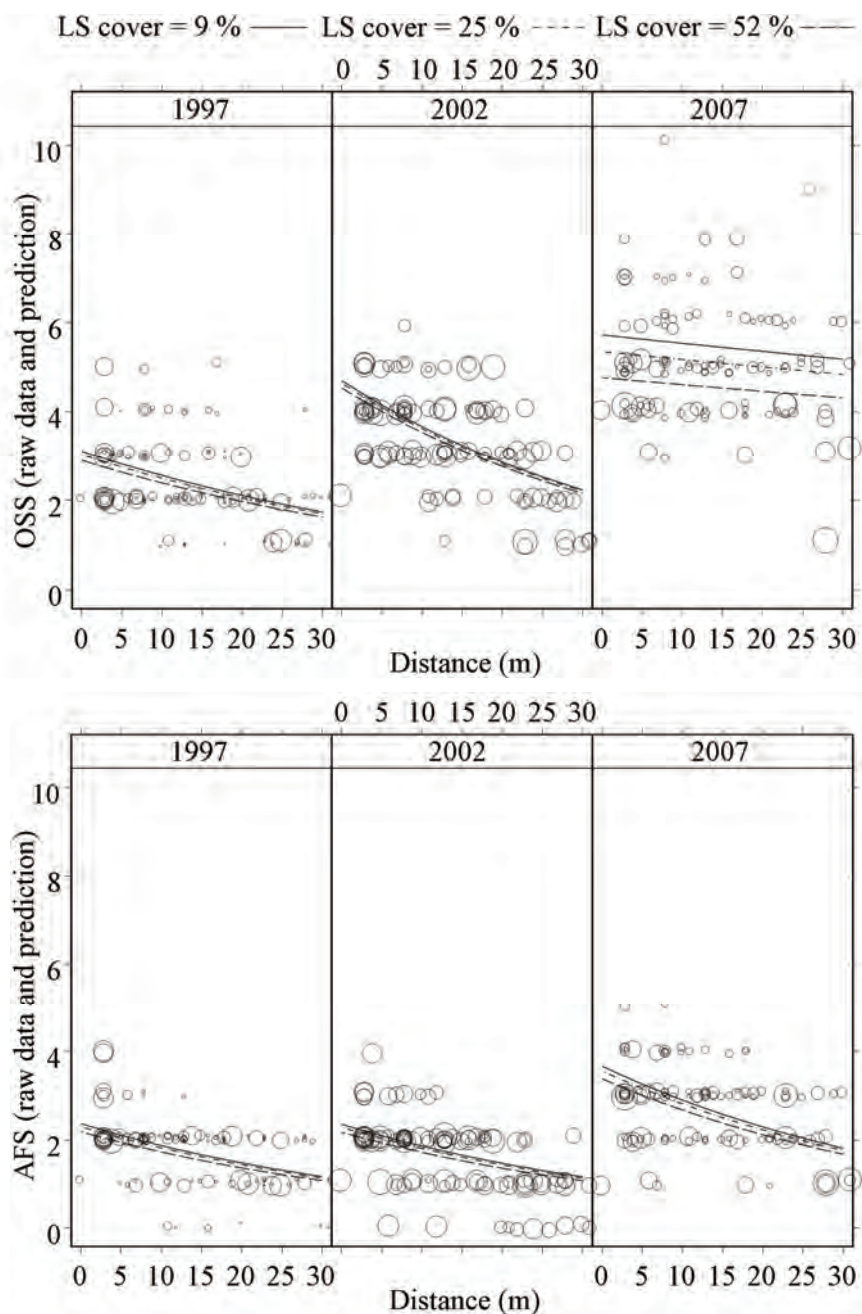 LS cover = 9 % LS cover = 25 % LS cover = 52 %
0 5 10 15 20 25 30
1997 2002 2007
OSS (raw data and prediction)
10
8
6
4
2
0
0 5 10 15 20 25 30 0 5 10 15 20 25 30
Distance (m)
0 5 10 15 20 25 30
1997 2002 2007
AFS (raw data and prediction)
10
8
6
4
2
0
0 5 10 15 20 25 30 0 5 10 15 20 25 30
Distance (m)